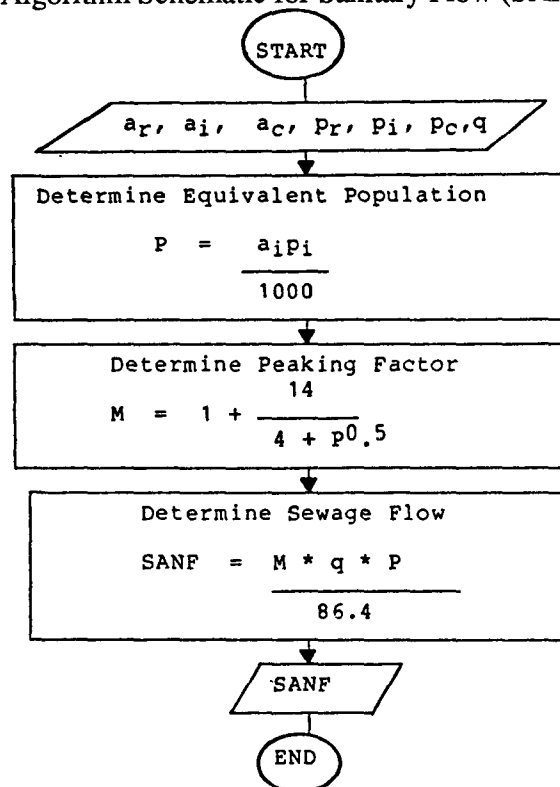 Algorithm Schematic for Sanitary Flow
START
ar, ai, ac, pr, pi, pc, q
Determine Equivalent Population
P = aipi
1000
Determine Peaking Factor
14
M = 1 +
4 + P0.5
Determine Sewage Flow
SANF = M * q * P
86.4
SANF
END